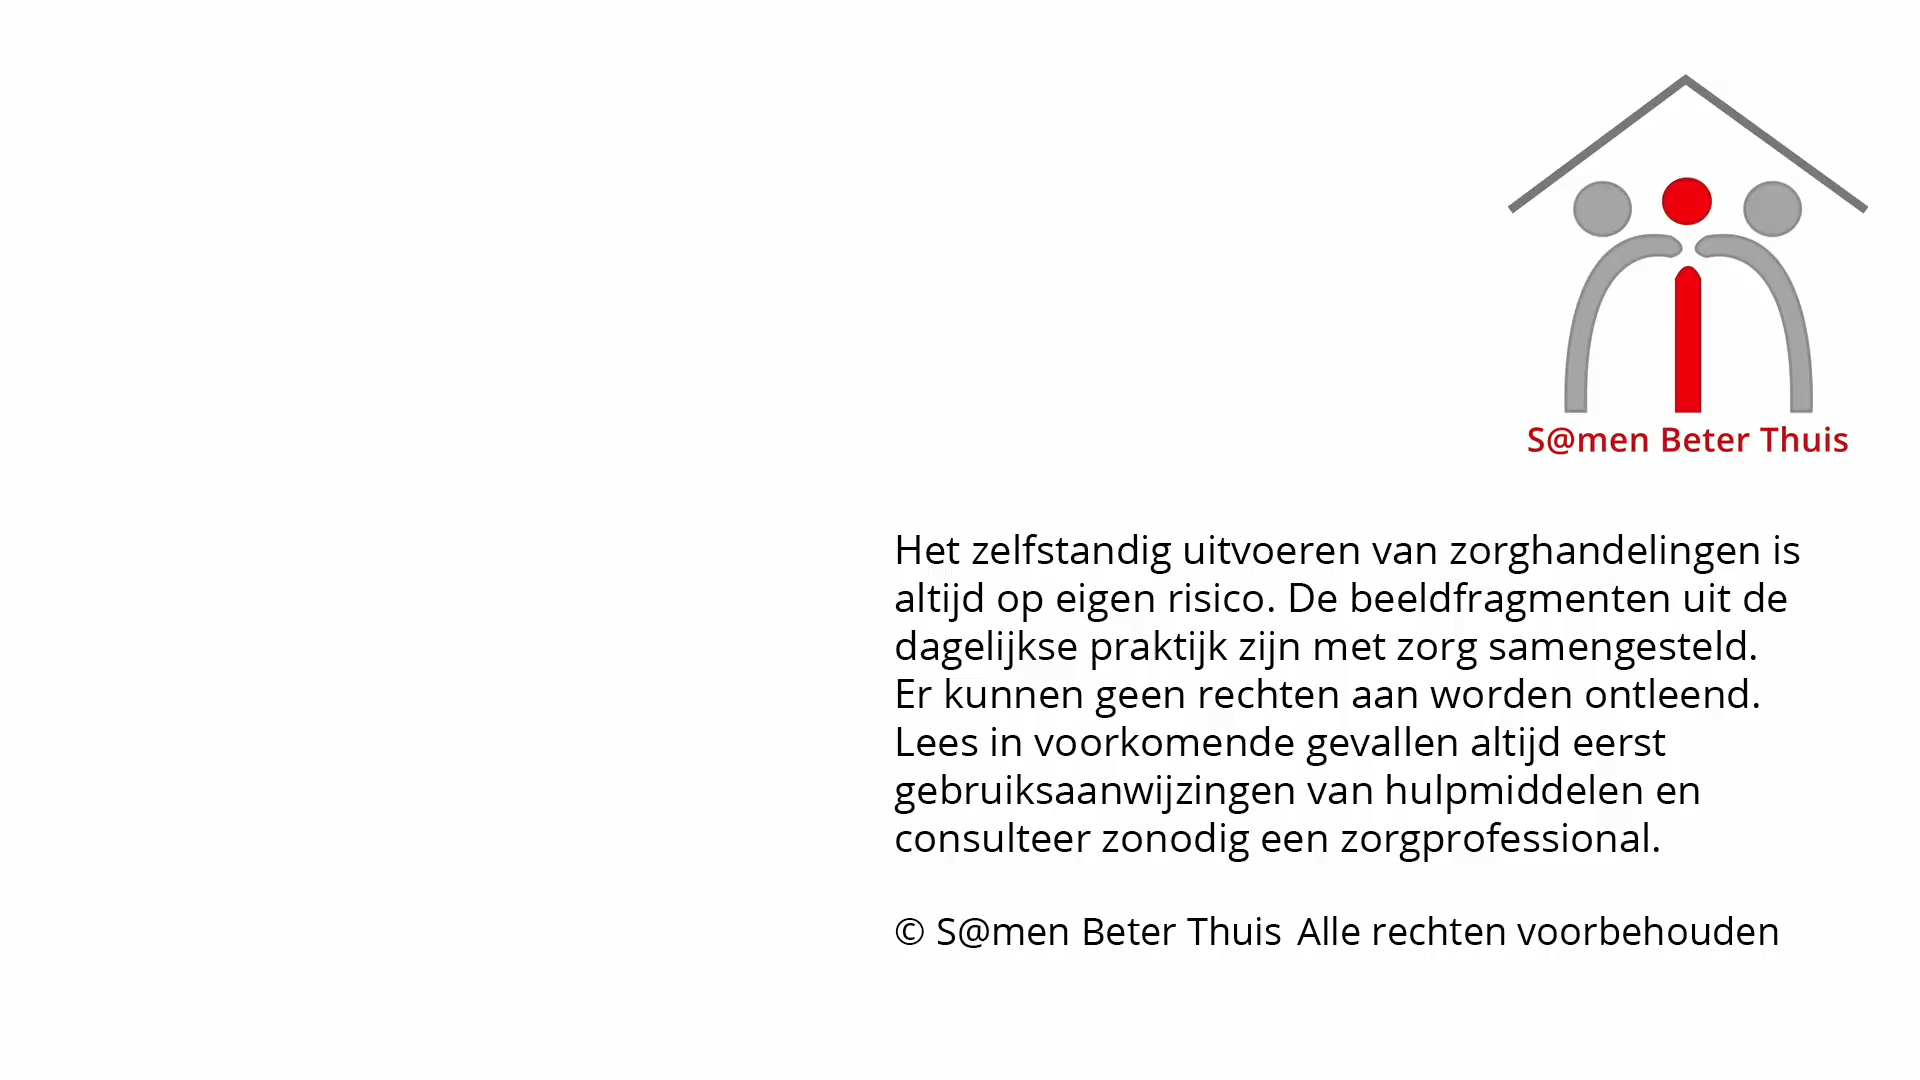 S@men Beter Thuis
Het zelfstandig uitvoeren van zorghandelingen is
altijd op eigen risico. De beeldfragmenten uit de
dagelijkse praktijk zijn met zorg samengesteld.
Er kunnen geen rechten aan worden ontleend.
Lees in voorkomende gevallen altijd eerst
gebruiksaanwijzingen van hulpmiddelen en
consulteer zonodig een zorgprofessional.
© S@men Beter Thuis Alle rechten voorbehouden